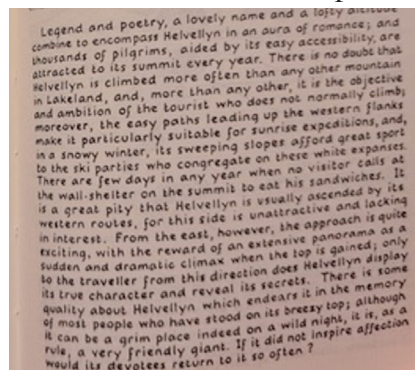 Legend and poetry, a lovely name and a lofty altitude
combine to encompass Helvellyn in an aura of romance; and
thousands of pilgrims, aided by its easy accessibility, are
attracted to its summit every year. There is no doubt that
Helvellyn is climbed more often than any other mountain
in Lakeland, and, more than any other, it is the objective
and ambition of the tourist who does not normally climb;
moreover, the easy paths leading up the western flanks
make it particularly suitable for sunrise expeditions, and,
in a snowy winter, its sweeping slopes afford great sport
to the ski parties who congregate on these white expanses.
There are few days in any year when no visitor calls at
the wall-shelter on the summit to eat his sandwiches. It
is a great pity that Helvellyn is usually ascended by its
western routes, for this side is unattractive and lacking
in interest. From the east, however, the approach is quite
exciting, with the reward of an extensive panorama as a
sudden and dramatic climax when the top is gained; only
to the traveller from this direction does Helvellyn display
its true character and reveal its secrets. There is some
quality about Helvellyn which endears it in the memory
of most people who have stood on its breezy top; although
it can be a grim place indeed on a wild night, it is, as a
rule, a very friendly giant. If it did not inspire affection
would its devotees return to it so often ?